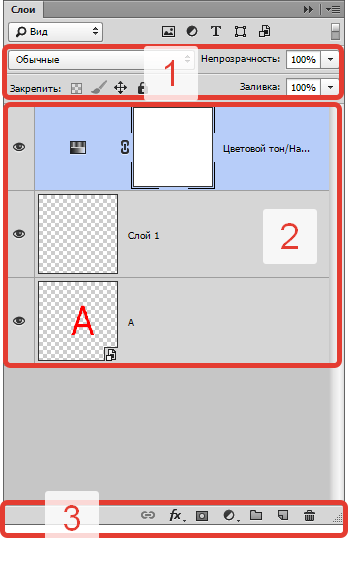 Слои
Вид
Обычные
Непрозрачность: 100%
1
Закрепить:
Заливка: 100%
Цветовой тон/На...
Слой 1
2
A
A
3
fx